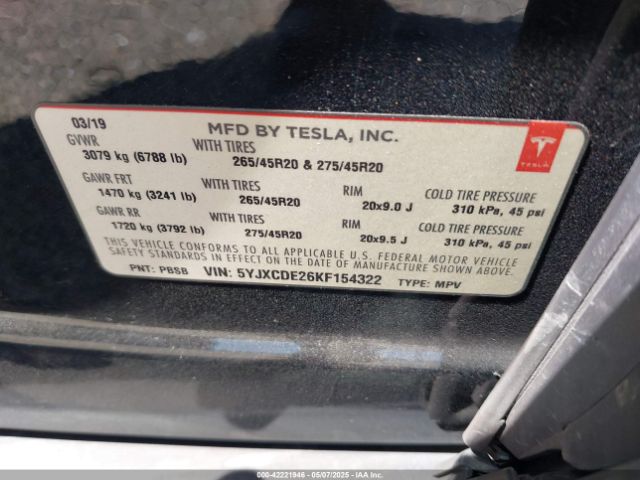 03/19 MFD BY TESLA, INC.
GVWR WITH TIRES
3079 kg (6788 lb) 265/45R20 & 275/45R20
TESLA
GAWR FRT WITH TIRES RIM COLD TIRE PRESSURE
1470 kg (3241 lb) 265/45R20 20x9.0 J 310 kPa, 45 psi
GAWR RR WITH TIRES RIM COLD TIRE PRESSURE
1720 kg (3792 lb) 275/45R20 20x9.5 J 310 kPa, 45 psi
THIS VEHICLE CONFORMS TO ALL APPLICABLE U.S. FEDERAL MOTOR VEHICLE
SAFETY STANDARDS IN EFFECT ON THE DATE OF MANUFACTURE SHOWN ABOVE.
PNT: PBSB VIN: 5YJXCDE26KF154322 TYPE: MPV
000-42221946 - 05/07/2025 - IAAI.COM